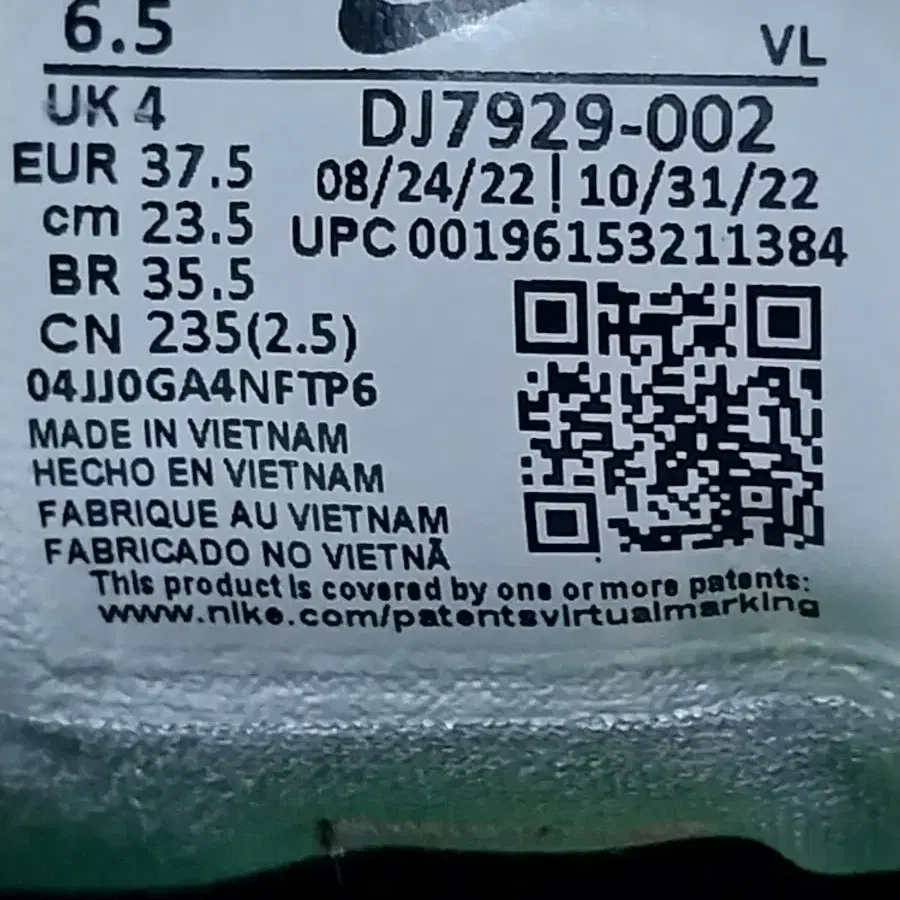 6.5
VL
UK 4
DJ7929-002
EUR 37.5
08/24/22 | 10/31/22
cm 23.5
UPC 00196153211384
BR 35.5
CN 235(2.5)
04JJ0GA4NFTP6
MADE IN VIETNAM
HECHO EN VIETNAM
FABRIQUE AU VIETNAM
FABRICADO NO VIETNÃ
This product is covered by one or more patents:
www.nike.com/patentsvirtualmarking